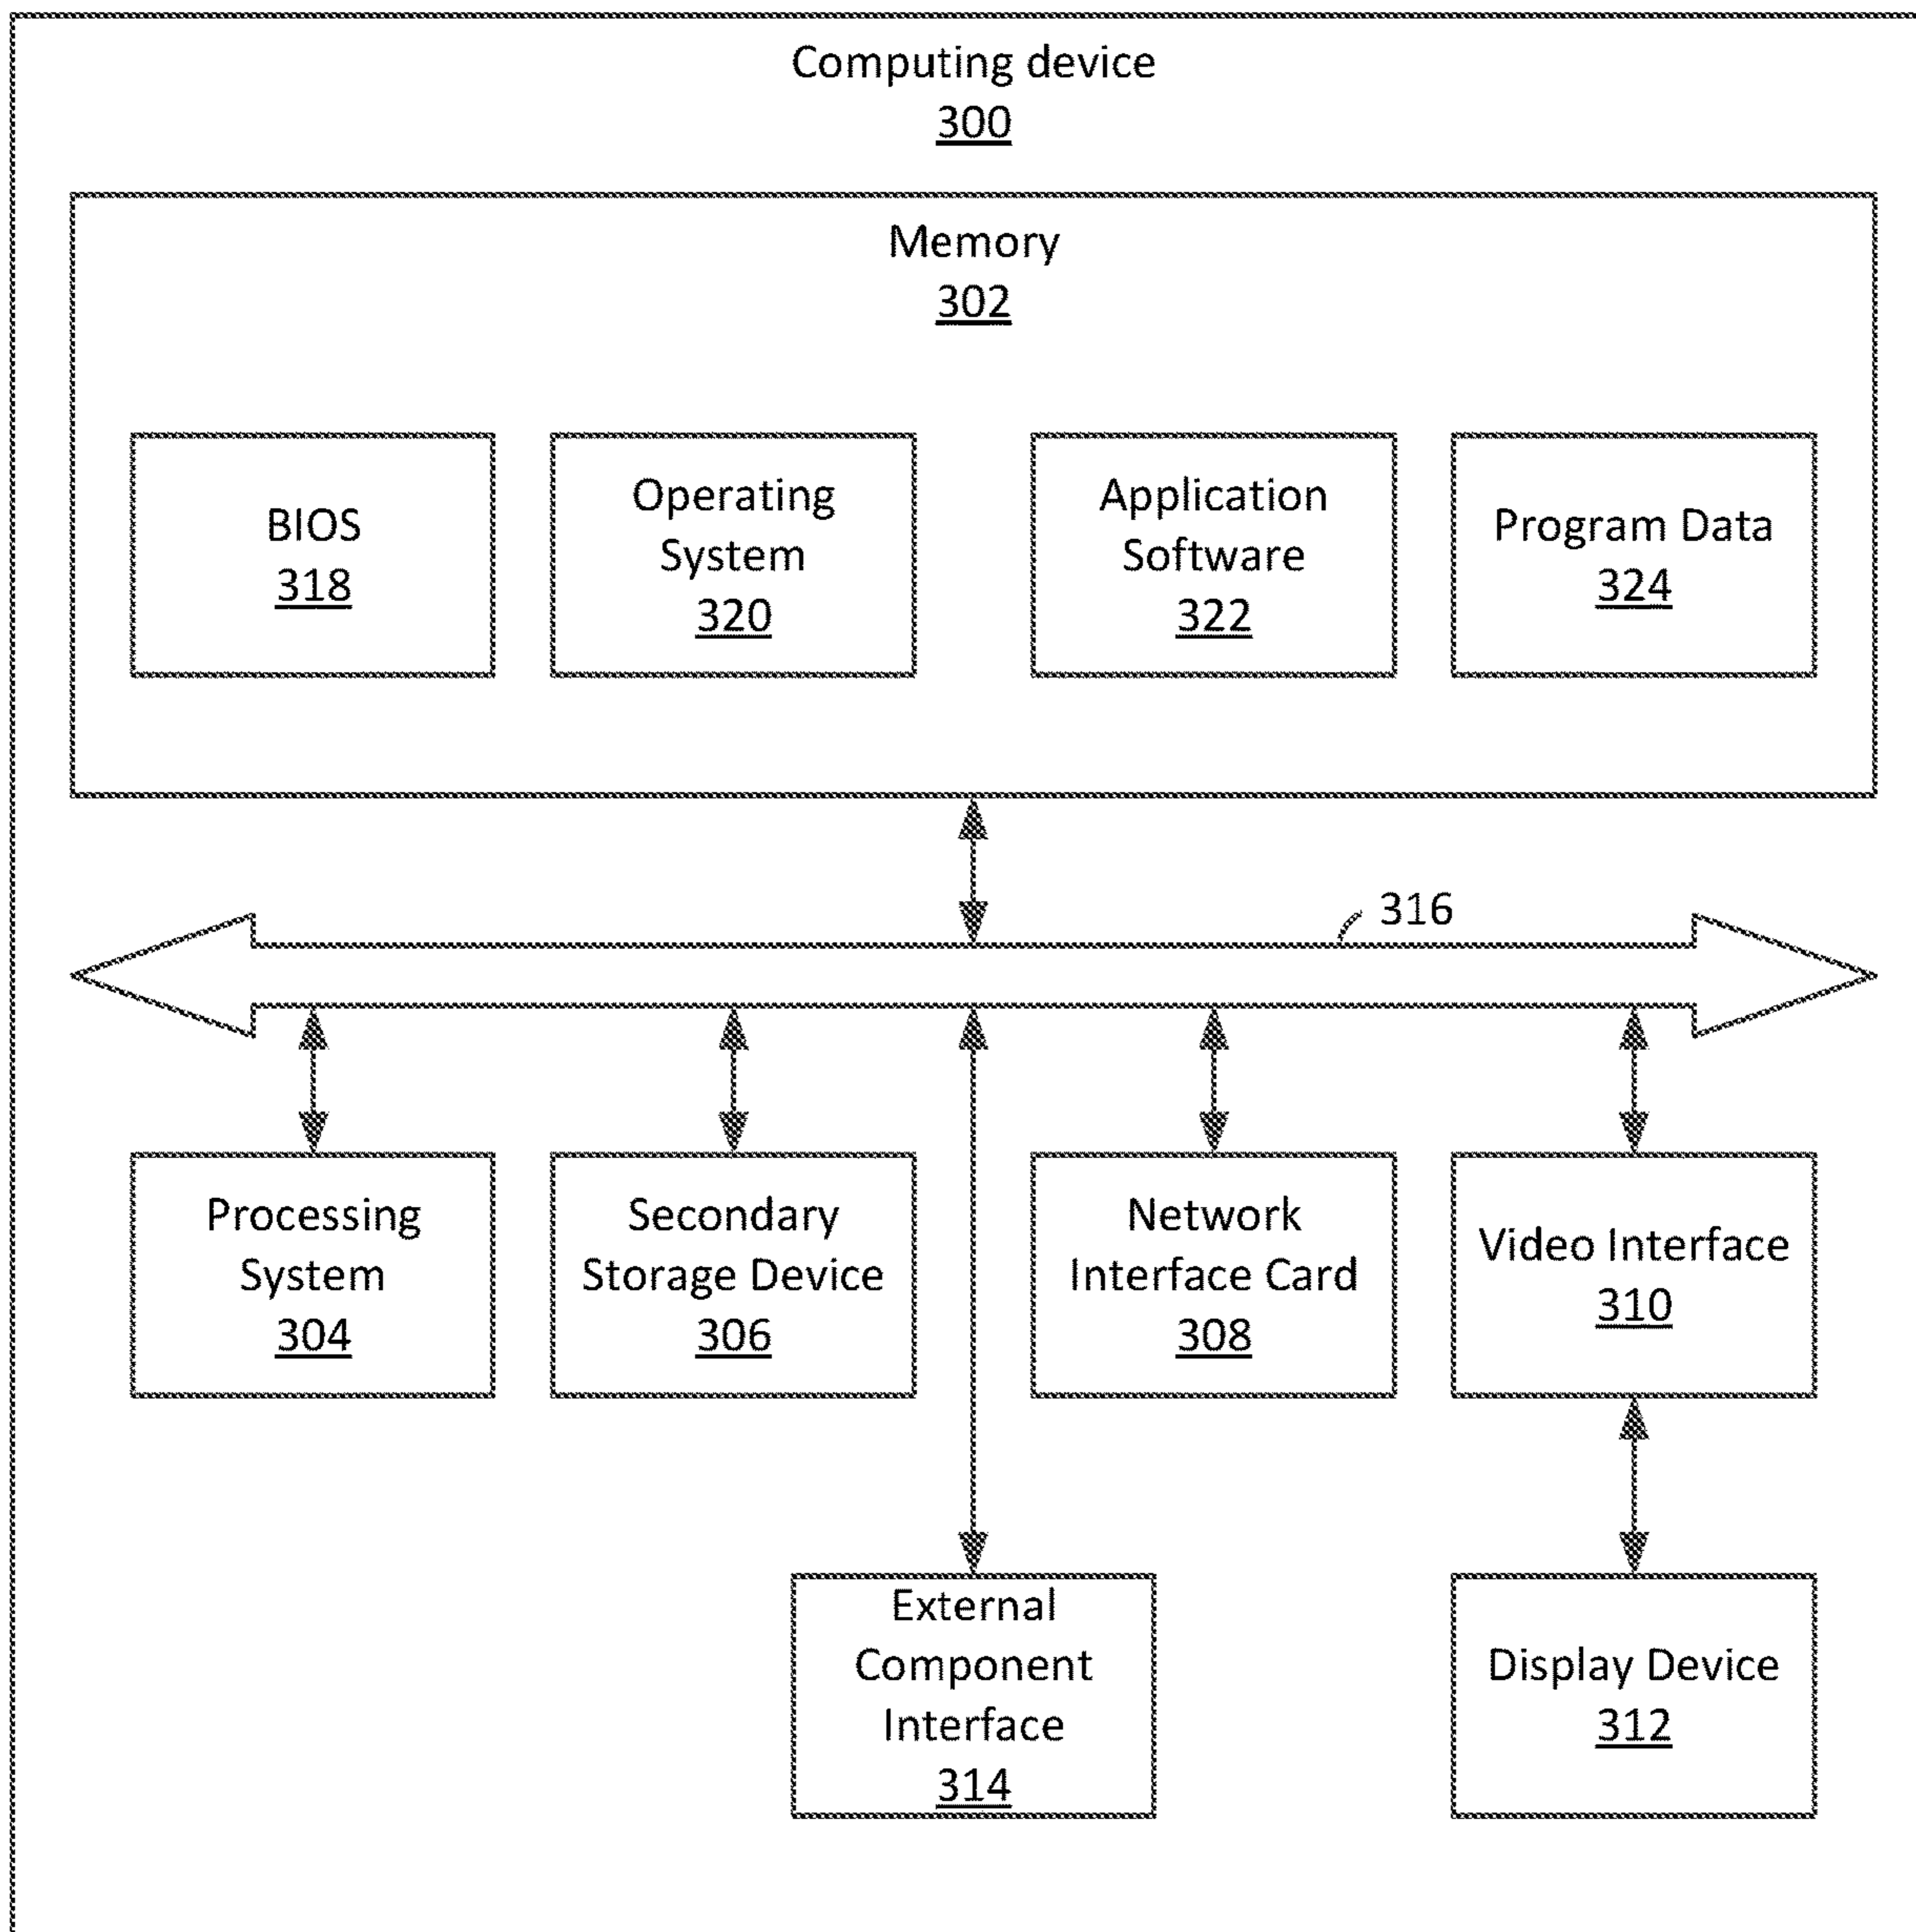 Computing device
300
Memory
302
BIOS
318
Operating
System
320
Application
Software
322
Program Data
324
316
Processing
System
304
Secondary
Storage Device
306
Network
Interface Card
308
Video Interface
310
External
Component
Interface
314
Display Device
312